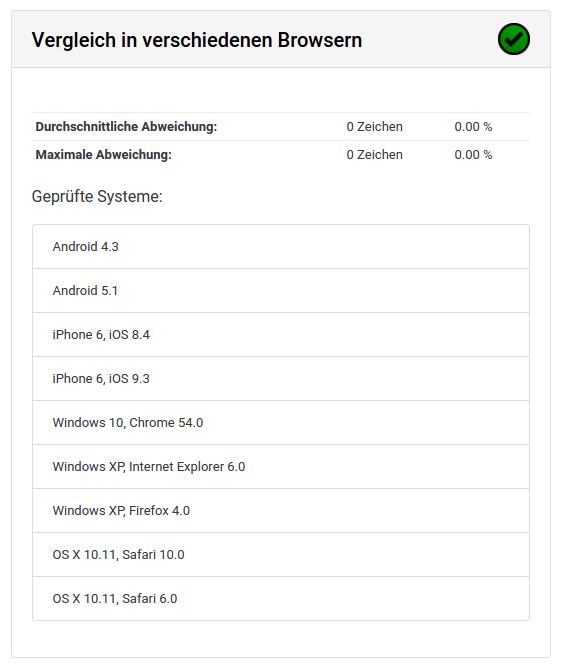 Vergleich in verschiedenen Browsern
Durchschnittliche Abweichung: 0 Zeichen 0.00 %
Maximale Abweichung: 0 Zeichen 0.00 %
Geprüfte Systeme:
Android 4.3
Android 5.1
iPhone 6, iOS 8.4
iPhone 6, iOS 9.3
Windows 10, Chrome 54.0
Windows XP, Internet Explorer 6.0
Windows XP, Firefox 4.0
OS X 10.11, Safari 10.0
OS X 10.11, Safari 6.0